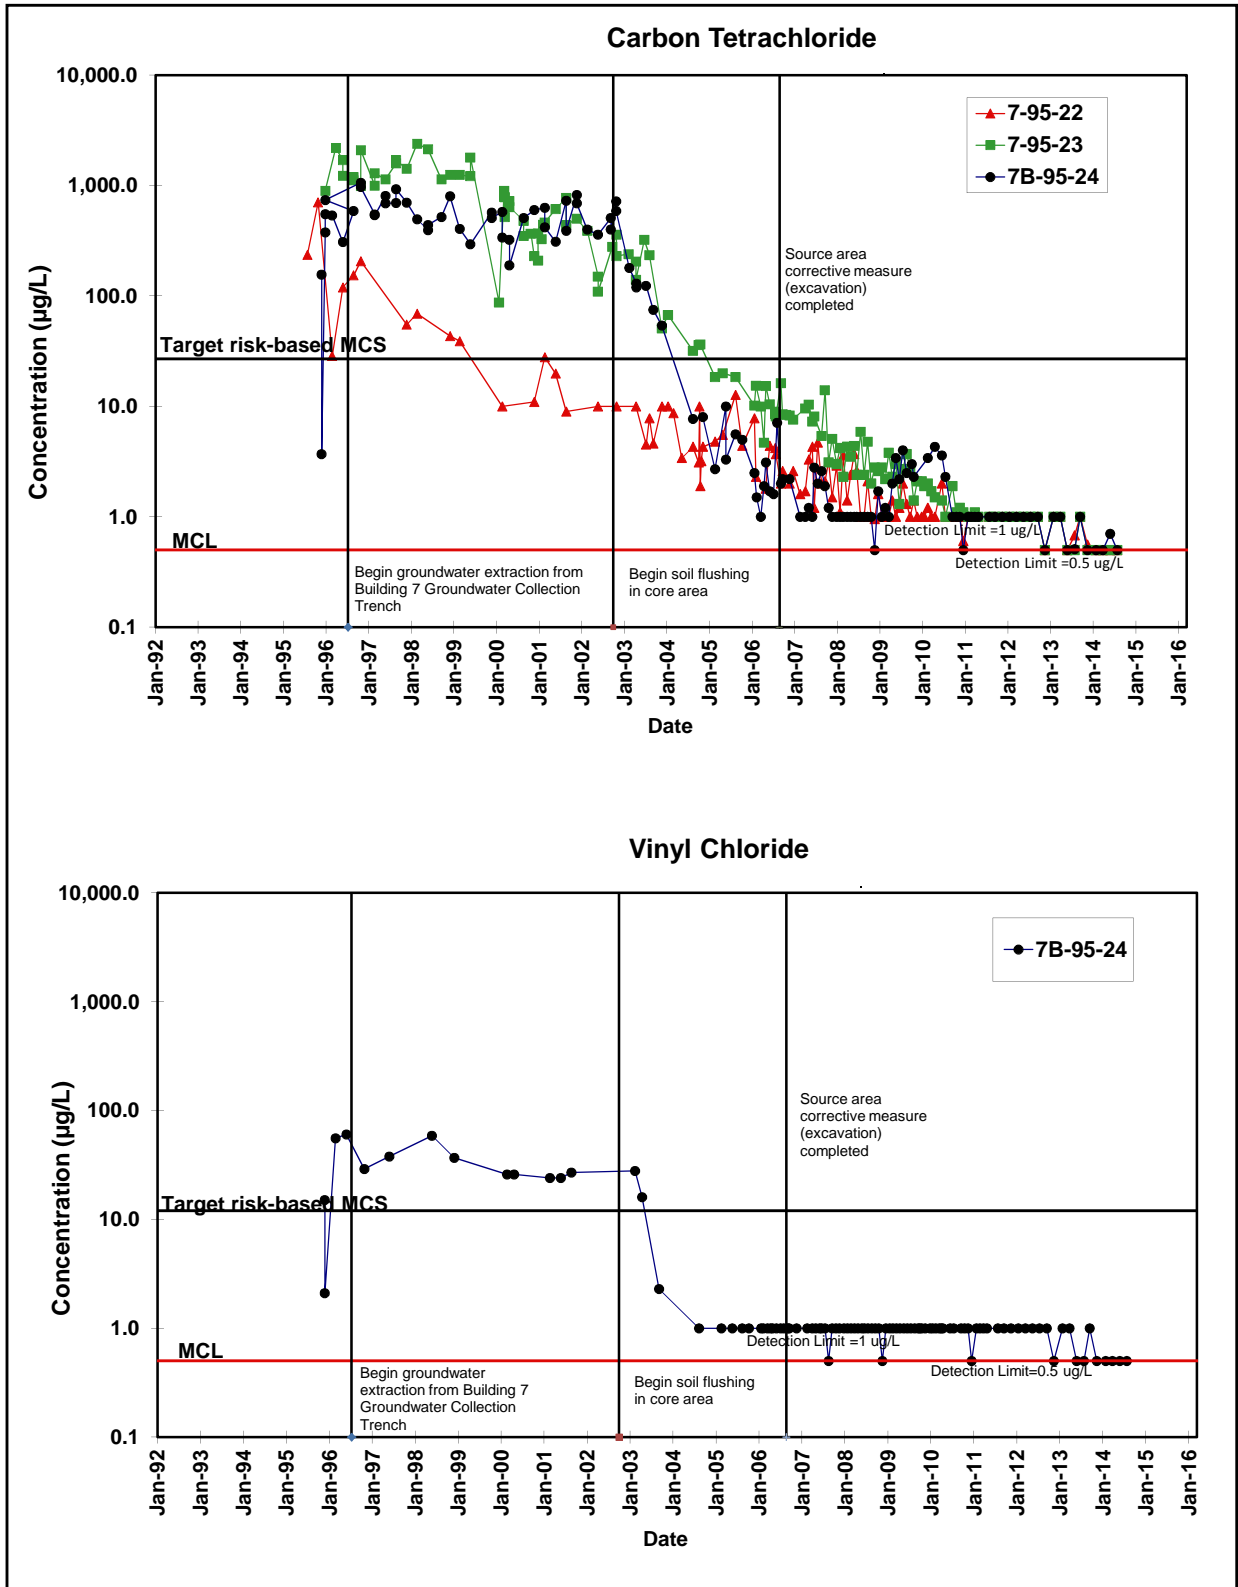 Carbon Tetrachloride
10,000.0
1,000.0
100.0
10.0
1.0
0.1
Concentration (µg/L)
7-95-22
7-95-23
7B-95-24
Source area
corrective measure
(excavation)
completed
Target risk-based MCS
MCL
Detection Limit =1 ug/L
Detection Limit =0.5 ug/L
Begin groundwater extraction from
Building 7 Groundwater Collection
Trench
Begin soil flushing
in core area
Jan-92
Jan-93
Jan-94
Jan-95
Jan-96
Jan-97
Jan-98
Jan-99
Jan-00
Jan-01
Jan-02
Jan-03
Jan-04
Jan-05
Jan-06
Jan-07
Jan-08
Jan-09
Jan-10
Jan-11
Jan-12
Jan-13
Jan-14
Jan-15
Jan-16
Date
Vinyl Chloride
10,000.0
1,000.0
100.0
10.0
1.0
0.1
Concentration (µg/L)
7B-95-24
Source area
corrective measure
(excavation)
completed
Target risk-based MCS
MCL
Detection Limit =1 ug/L
Detection Limit=0.5 ug/L
Begin groundwater
extraction from Building 7
Groundwater Collection
Trench
Begin soil flushing
in core area
Jan-92
Jan-93
Jan-94
Jan-95
Jan-96
Jan-97
Jan-98
Jan-99
Jan-00
Jan-01
Jan-02
Jan-03
Jan-04
Jan-05
Jan-06
Jan-07
Jan-08
Jan-09
Jan-10
Jan-11
Jan-12
Jan-13
Jan-14
Jan-15
Jan-16
Date